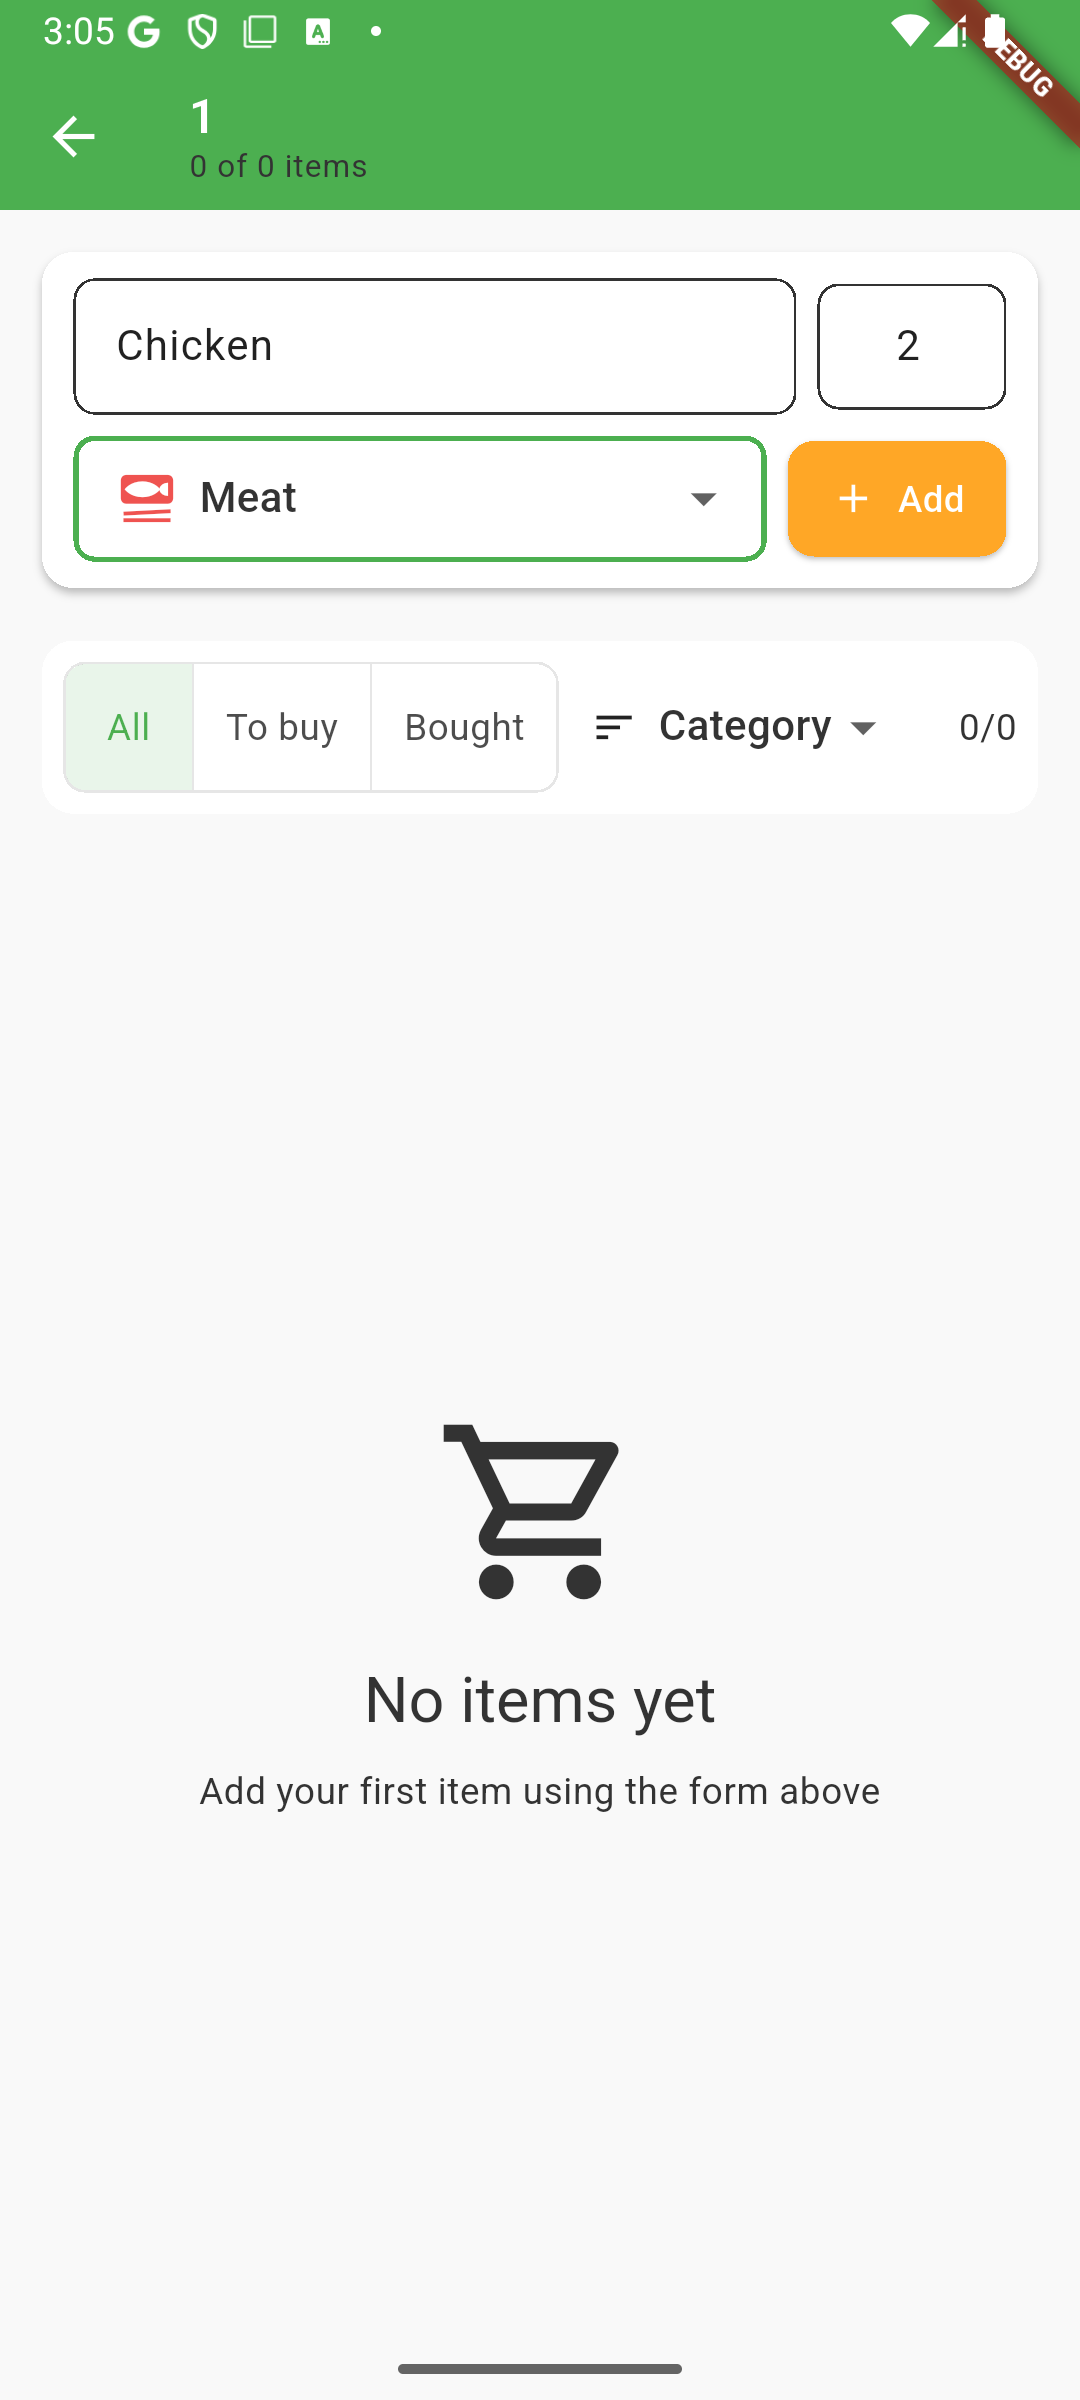 3:05
DEBUG
1
0 of 0 items
Chicken
2
Meat
Add
All
To buy
Bought
Category
0/0
No items yet
Add your first item using the form above